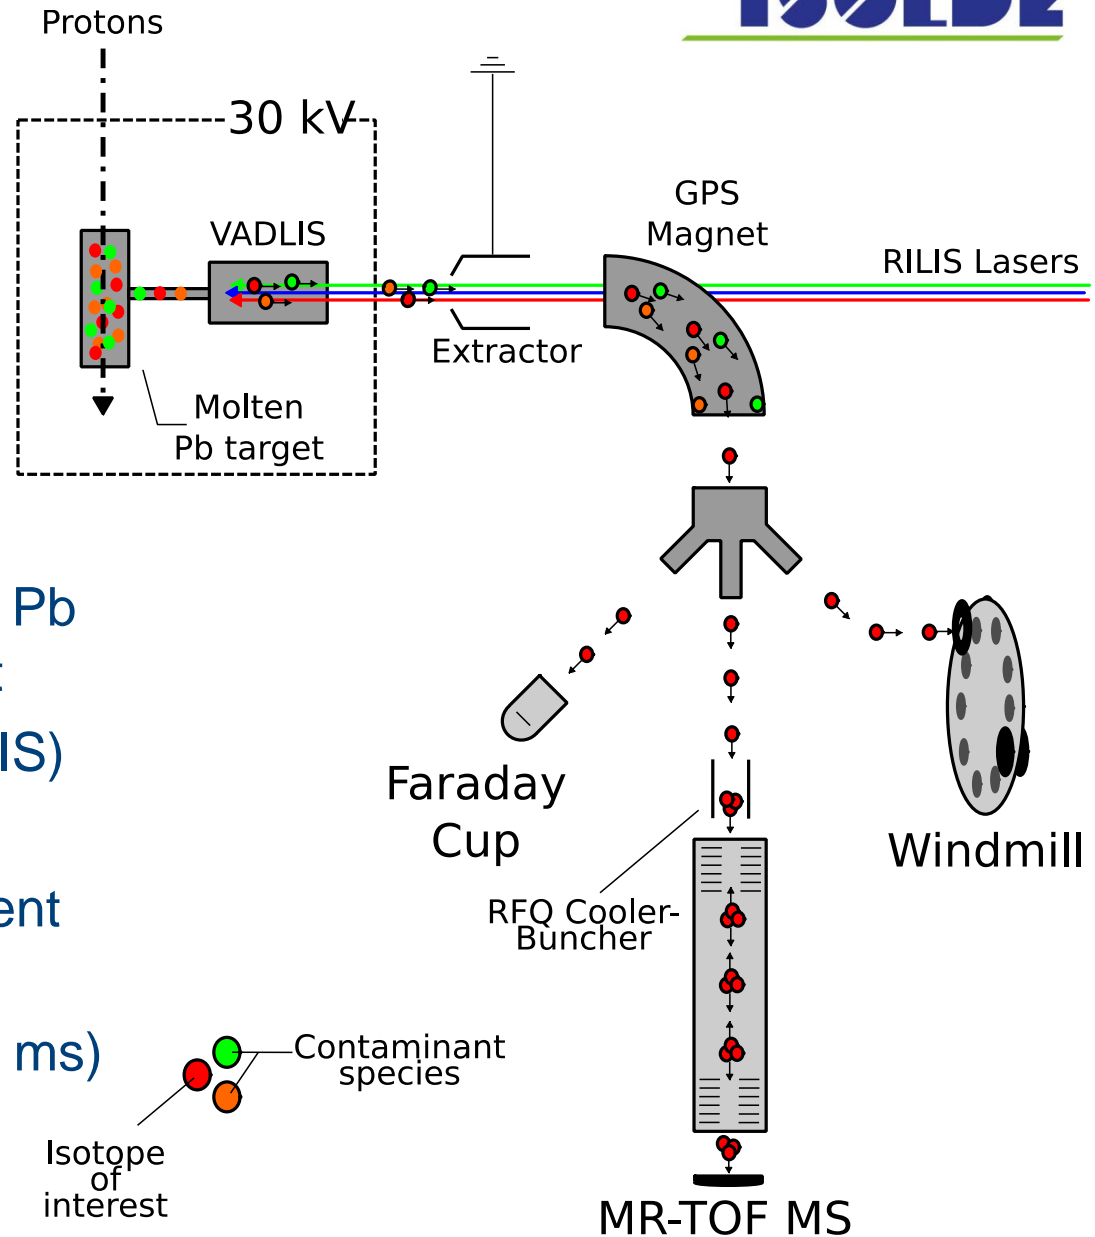 ISOLDE
Protons
30 kV
GPS
Magnet
VADLIS
RILIS Lasers
Extractor
Molten
Pb target
Pb
IS)
ent
ms)
Faraday
Cup
Windmill
RFQ Cooler-
Buncher
Contaminant
species
Isotope
of
interest
MR-TOF MS